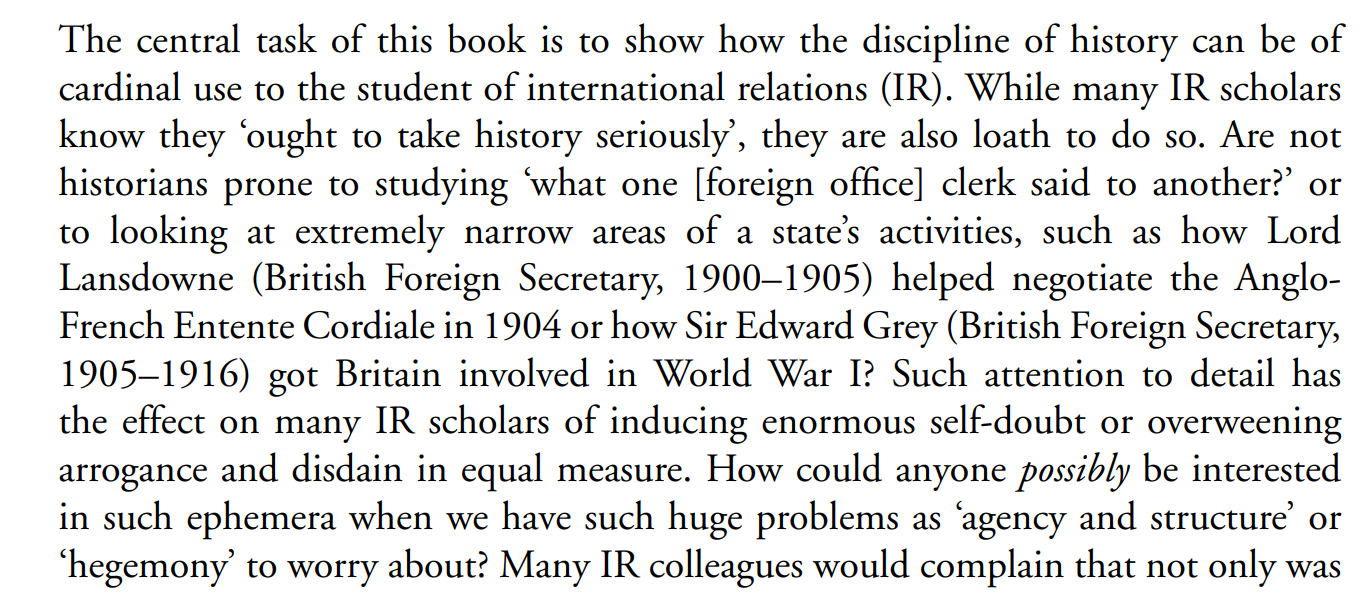 The central task of this book is to show how the discipline of history can be of
cardinal use to the student of international relations (IR). While many IR scholars
know they ‘ought to take history seriously’, they are also loath to do so. Are not
historians prone to studying ‘what one [foreign office] clerk said to another?’ or
to looking at extremely narrow areas of a state’s activities, such as how Lord
Lansdowne (British Foreign Secretary, 1900–1905) helped negotiate the Anglo-
French Entente Cordiale in 1904 or how Sir Edward Grey (British Foreign Secretary,
1905–1916) got Britain involved in World War I? Such attention to detail has
the effect on many IR scholars of inducing enormous self-doubt or overweening
arrogance and disdain in equal measure. How could anyone possibly be interested
in such ephemera when we have such huge problems as ‘agency and structure’ or
‘hegemony’ to worry about? Many IR colleagues would complain that not only was